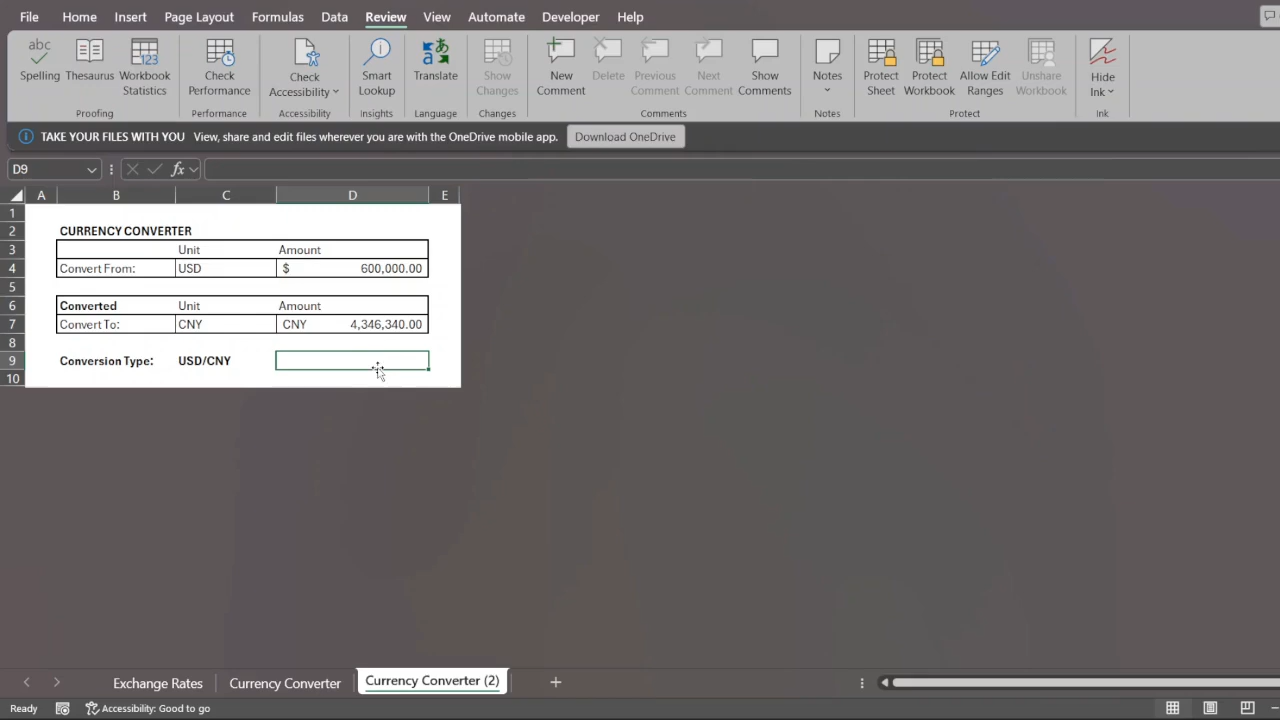 File Home Insert Page Layout Formulas Data Review View Automate Developer Help
abc 123
Spelling Thesaurus Workbook Statistics Check Performance Check Accessibility Smart Lookup Translate Show Changes New Comment Delete Previous Comment Next Comment Show Comments Notes Protect Sheet Protect Workbook Allow Edit Ranges Unshare Workbook Hide Ink
Proofing Performance Accessibility Insights Language Changes Comments Notes Protect Ink
TAKE YOUR FILES WITH YOU View, share and edit files wherever you are with the OneDrive mobile app. Download OneDrive
D9 fx
A B C D E
1
2 CURRENCY CONVERTER
3 Unit Amount
4 Convert From: USD $ 600,000.00
5
6 Converted Unit Amount
7 Convert To: CNY CNY 4,346,340.00
8
9 Conversion Type: USD/CNY
10
Exchange Rates Currency Converter Currency Converter (2)
Ready Accessibility: Good to go